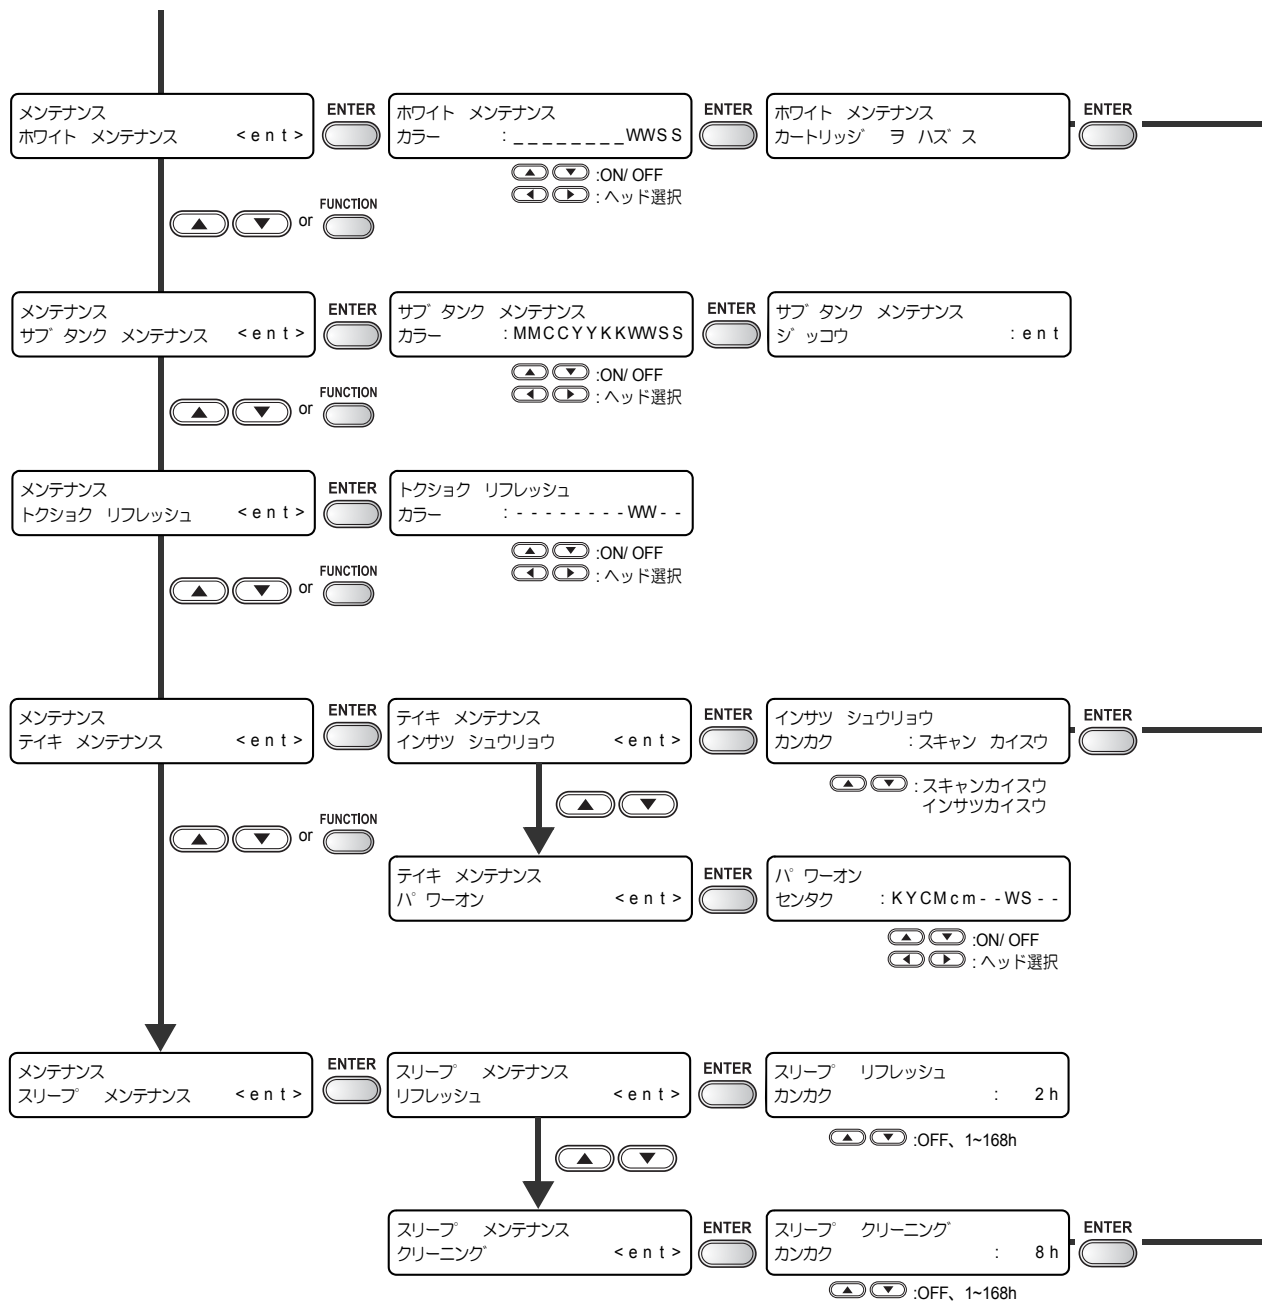 メンテナンス
ホワイト メンテナンス <ent>
ENTER
ホワイト メンテナンス
カラー :________WWSS
ENTER
ホワイト メンテナンス
カートリッジ ヲ ハズス
ENTER
:ON/ OFF
:ヘッド選択
or FUNCTION
メンテナンス
サブタンク メンテナンス <ent>
ENTER
サブタンク メンテナンス
カラー :MMCCYYKKWWSS
ENTER
サブタンク メンテナンス
ジッコウ :ent
:ON/ OFF
:ヘッド選択
or FUNCTION
メンテナンス
トクショク リフレッシュ <ent>
ENTER
トクショク リフレッシュ
カラー :--------WW--
:ON/ OFF
:ヘッド選択
or FUNCTION
メンテナンス
テイキ メンテナンス <ent>
ENTER
テイキ メンテナンス
インサツ シュウリョウ <ent>
ENTER
インサツ シュウリョウ
カンカク :スキャン カイスウ
ENTER
:スキャンカイスウ
インサツカイスウ
or FUNCTION
テイキ メンテナンス
パワーオン <ent>
ENTER
パワーオン
センタク :KYCMcm--WS--
:ON/ OFF
:ヘッド選択
メンテナンス
スリープ メンテナンス <ent>
ENTER
スリープ メンテナンス
リフレッシュ <ent>
ENTER
スリープ リフレッシュ
カンカク : 2h
:OFF、1~168h
スリープ メンテナンス
クリーニング <ent>
ENTER
スリープ クリーニング
カンカク : 8h
ENTER
:OFF、1~168h